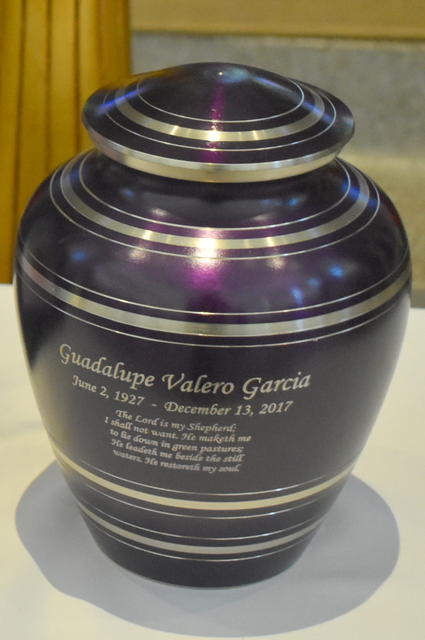 Guadalupe Valero Garcia
June 2, 1927 - December 13, 2017
The Lord is my Shepherd;
I shall not want. He maketh me
to lie down in green pastures;
He leadeth me beside the still
waters. He restoreth my soul.